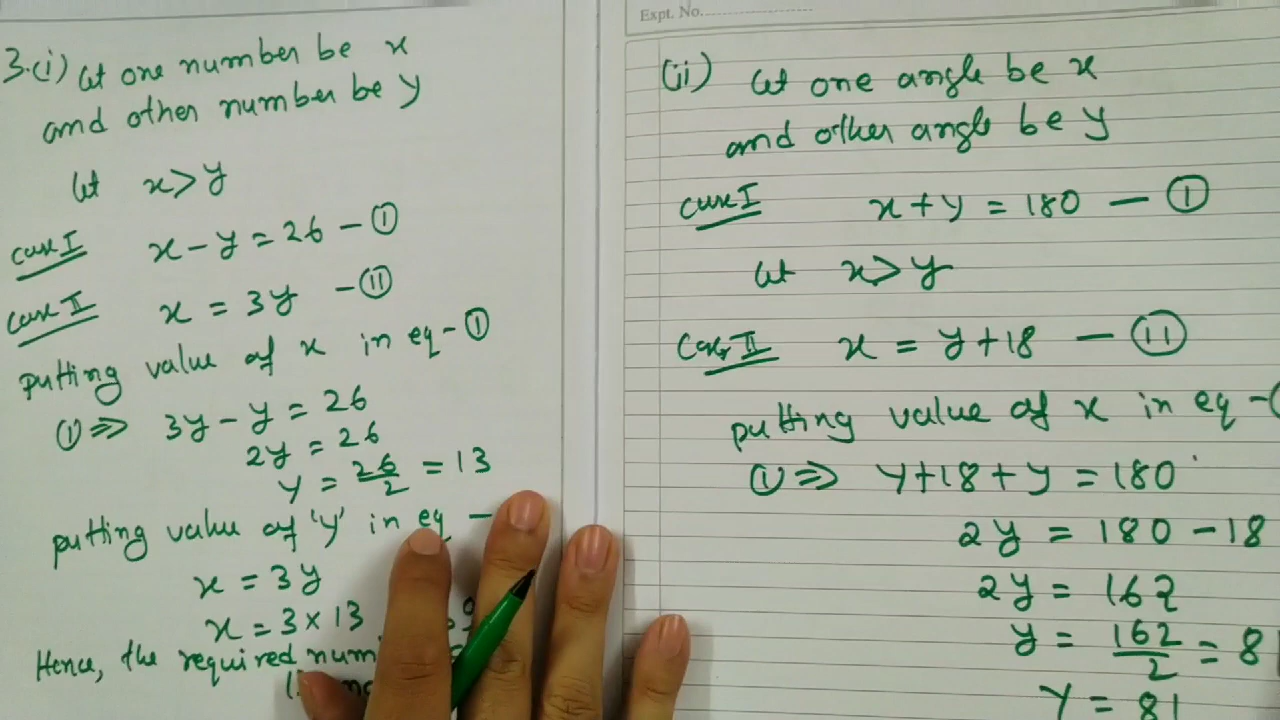 3.(i) let one number be x
and other number be y
let x>y
Case I x-y=26 - ①
Case II x = 3y - ⑪
putting value of x in eq-①
①⇒ 3y-y=26
2y=26
y = 26/2 = 13
putting value of 'y' in eq -
x = 3y
x = 3×13
Hence, the required
Expt. No.
(ii) let one angle be x
and other angle be y
Case I x+y=180 — ①
let x>y
Case II x = y+18 — ⑪
putting value of x in eq-
①⇒ y+18+y=180
2y = 180-18
2y = 162
y = 162/2 = 8
y = 81